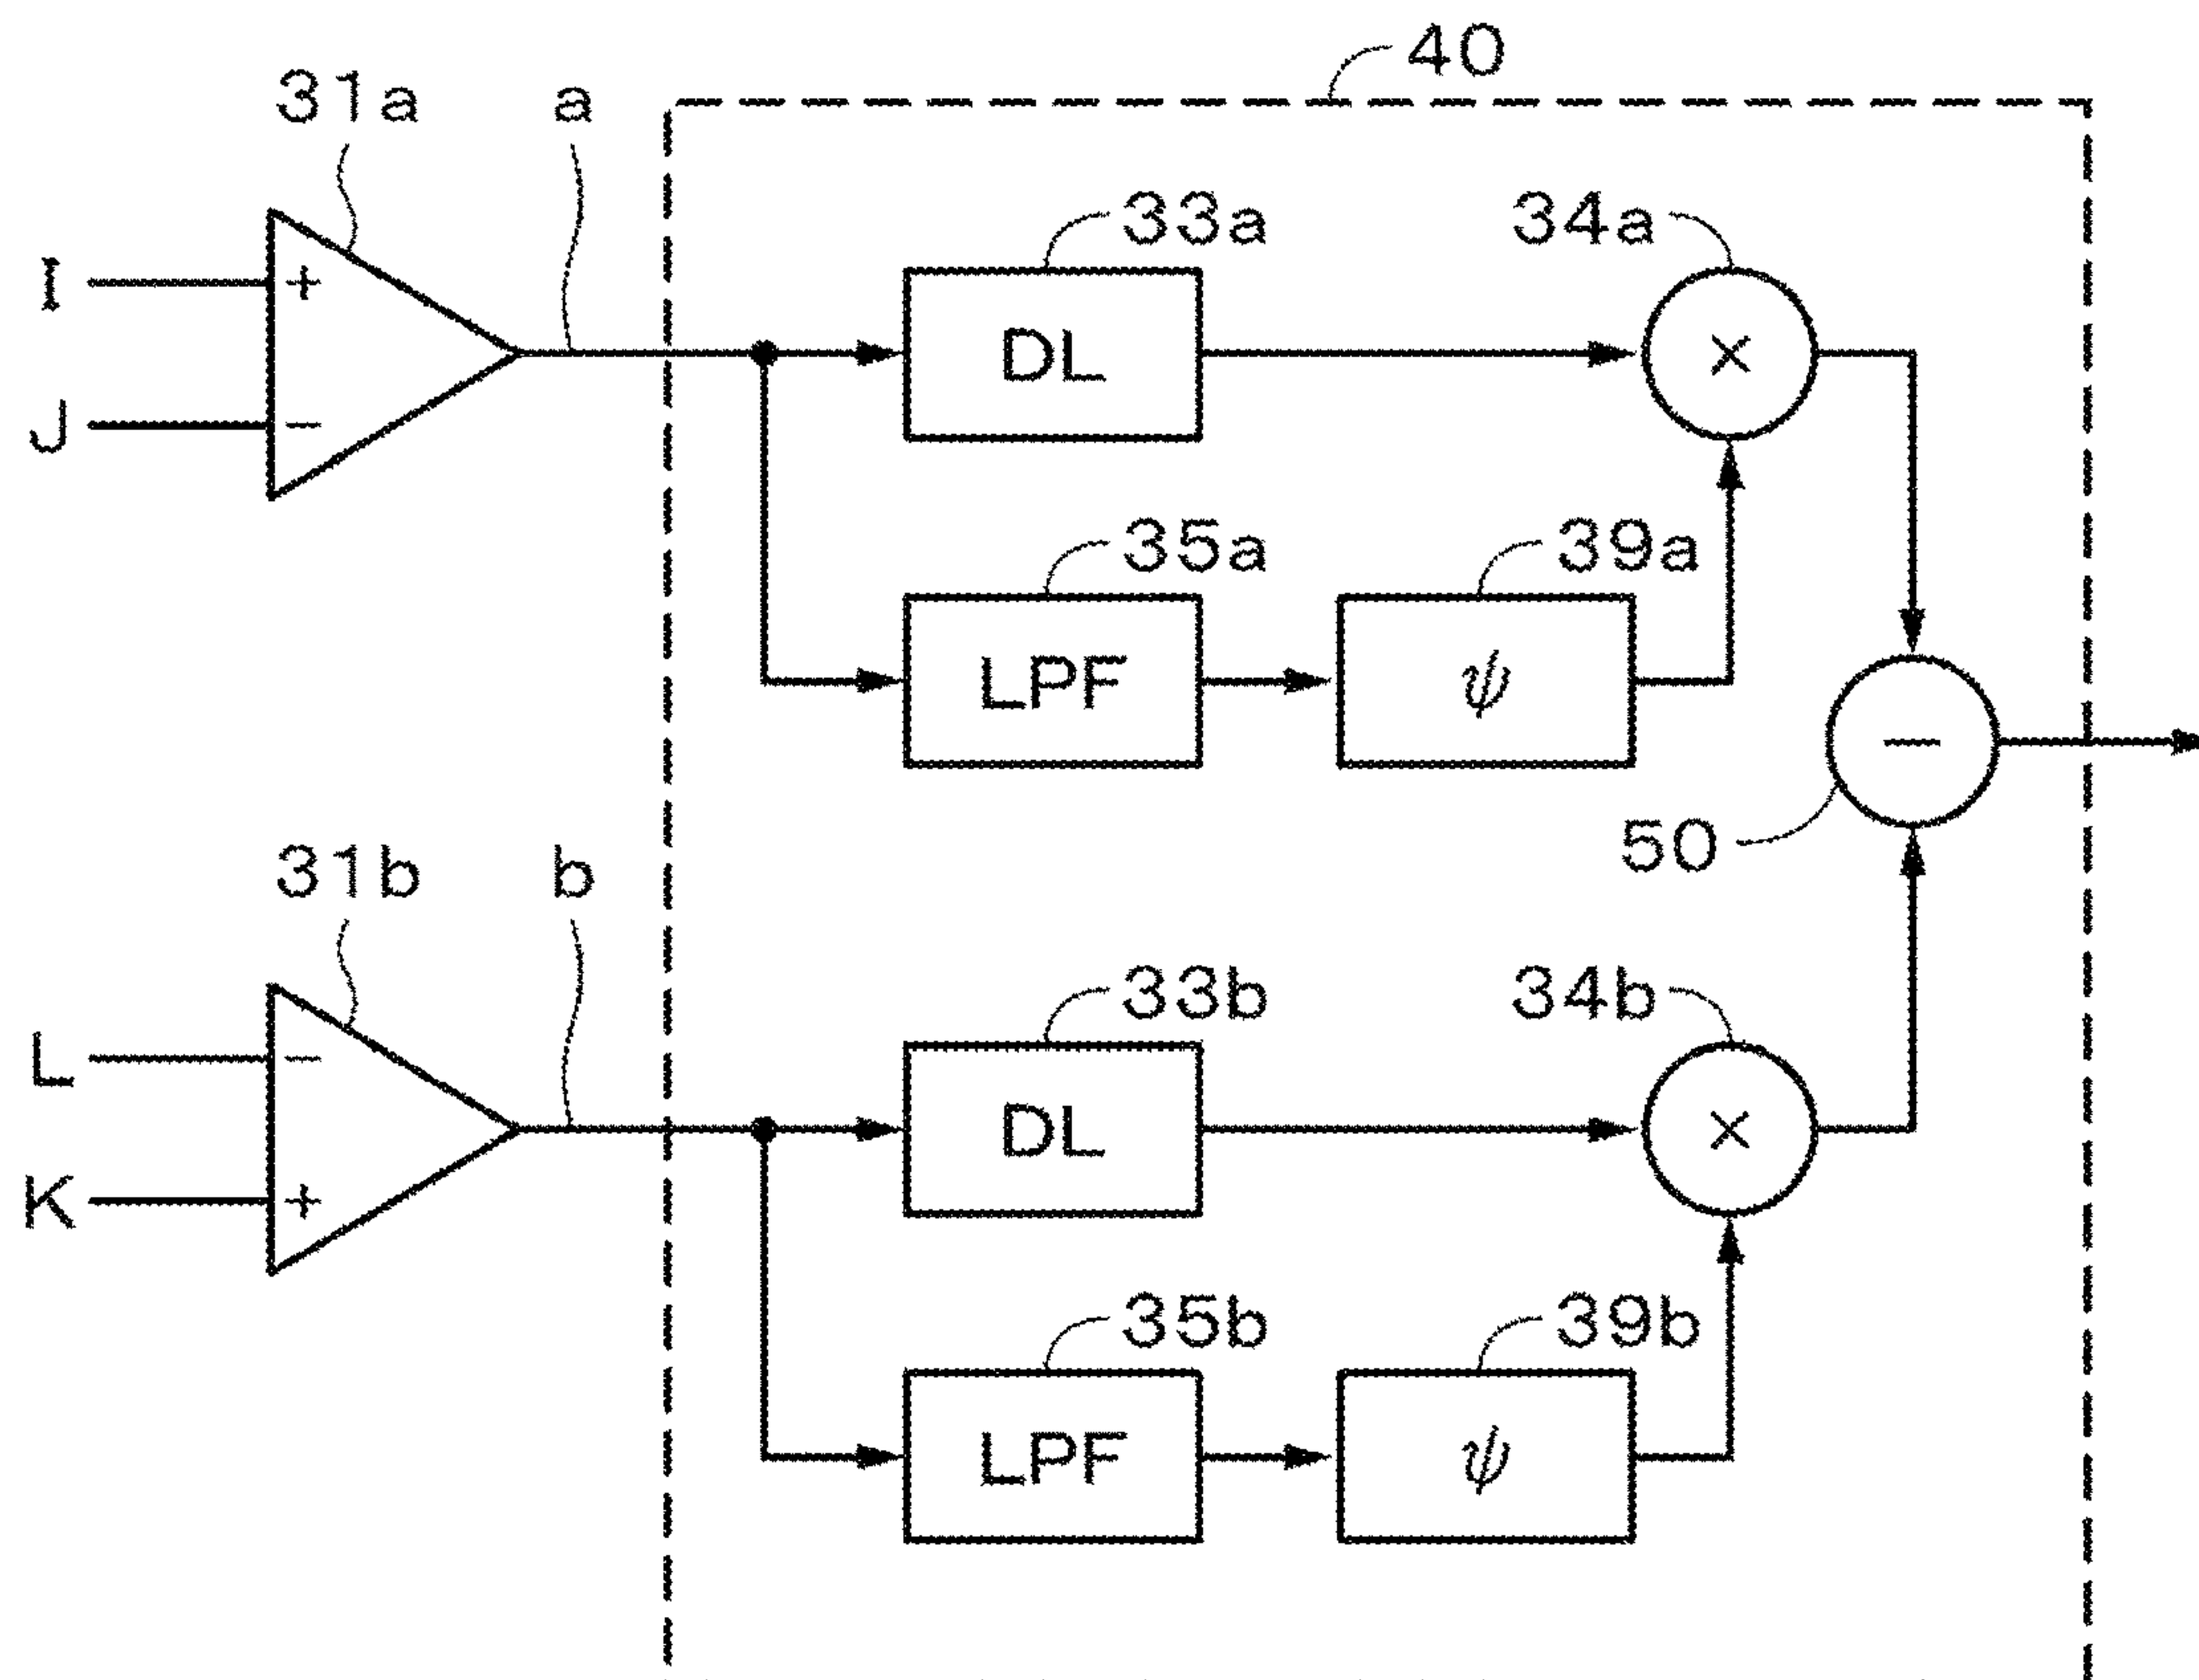 40
31a
a
33a
34a
I
+
DL
×
J
−
35a
39a
LPF
ψ
−
50
31b
b
33b
34b
L
−
DL
×
K
+
35b
39b
LPF
ψ